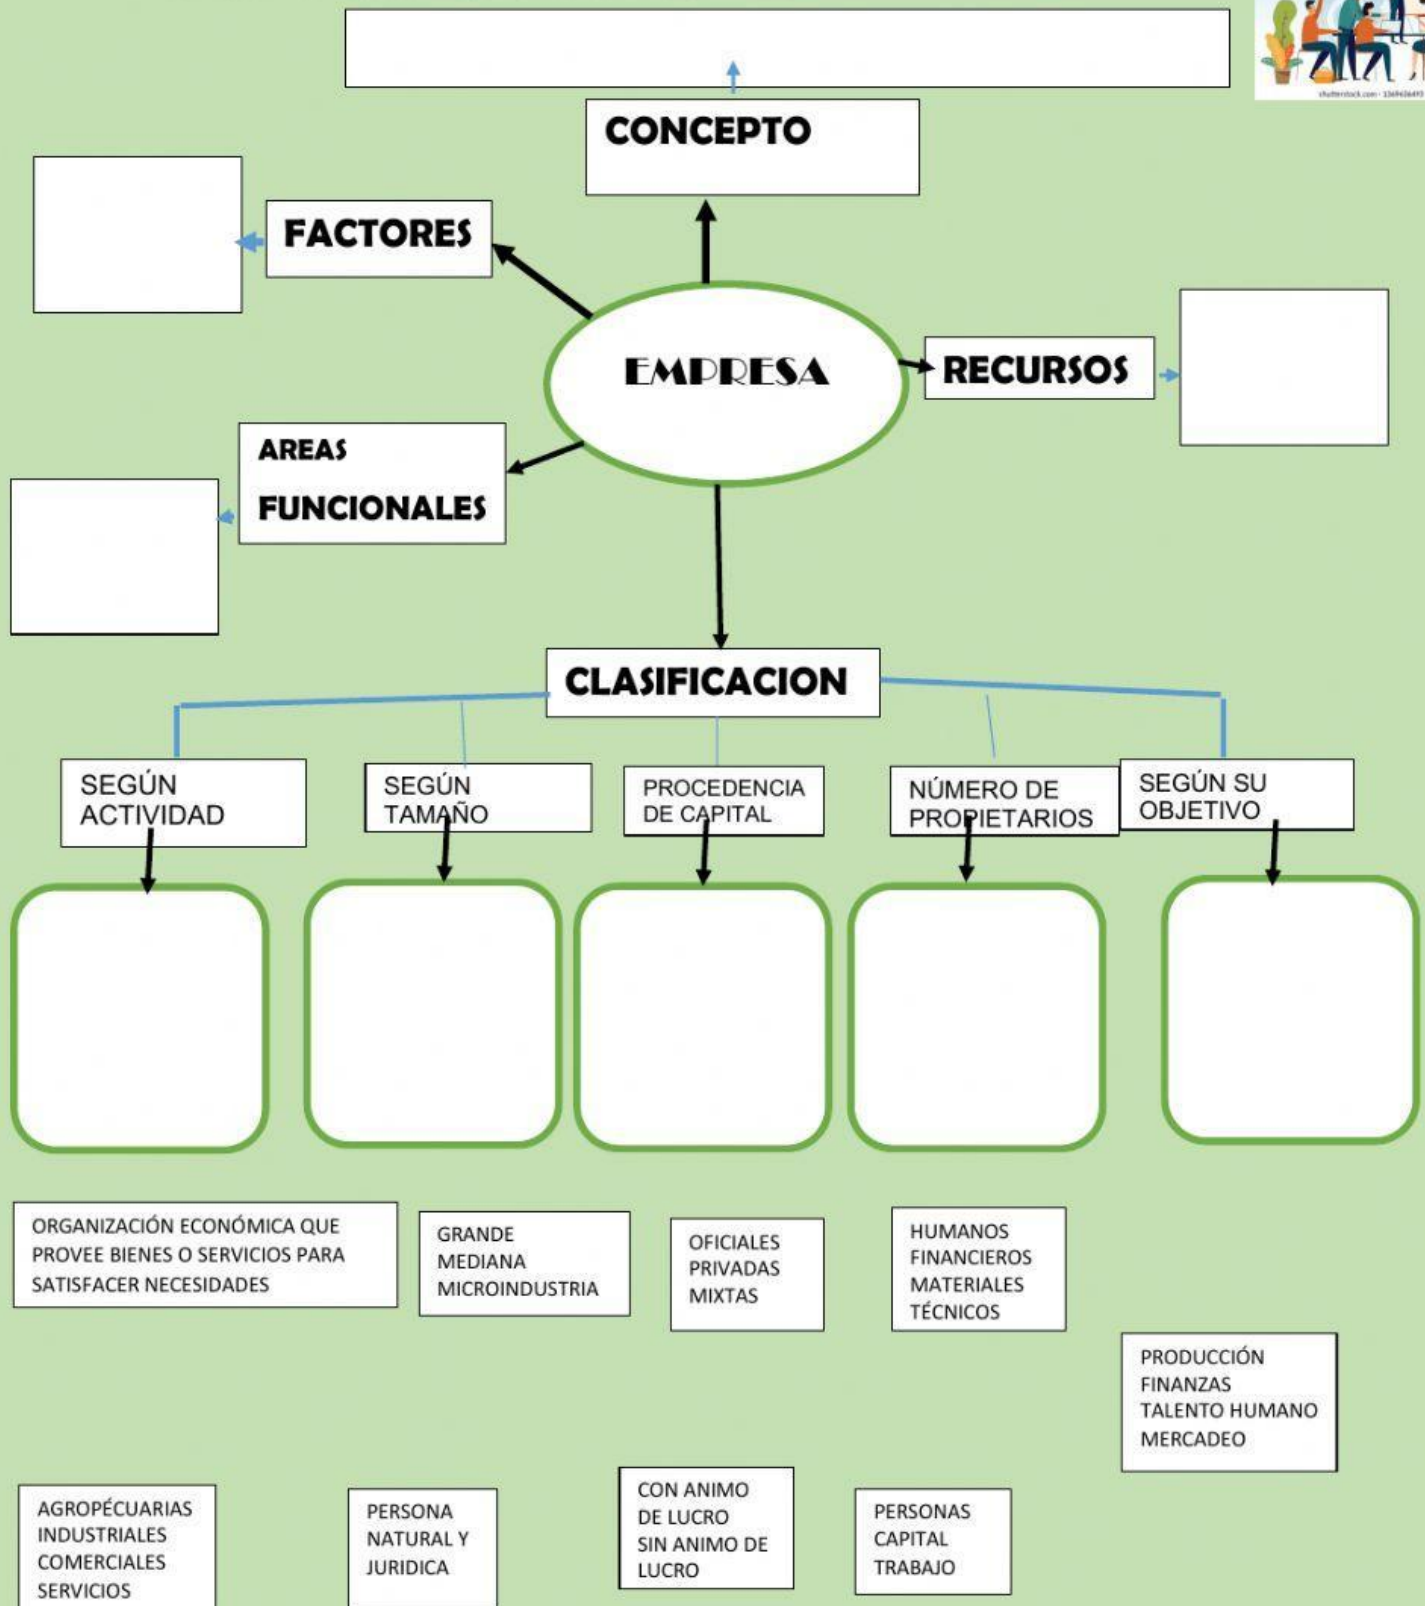 shutterstock.com · 1369636493
CONCEPTO
FACTORES
EMPRESA
RECURSOS
AREAS
FUNCIONALES
CLASIFICACION
SEGÚN
ACTIVIDAD
SEGÚN
TAMAÑO
PROCEDENCIA
DE CAPITAL
NÚMERO DE
PROPIETARIOS
SEGÚN SU
OBJETIVO
ORGANIZACIÓN ECONÓMICA QUE
PROVEE BIENES O SERVICIOS PARA
SATISFACER NECESIDADES
GRANDE
MEDIANA
MICROINDUSTRIA
OFICIALES
PRIVADAS
MIXTAS
HUMANOS
FINANCIEROS
MATERIALES
TÉCNICOS
PRODUCCIÓN
FINANZAS
TALENTO HUMANO
MERCADEO
AGROPÉCUARIAS
INDUSTRIALES
COMERCIALES
SERVICIOS
PERSONA
NATURAL Y
JURIDICA
CON ANIMO
DE LUCRO
SIN ANIMO DE
LUCRO
PERSONAS
CAPITAL
TRABAJO